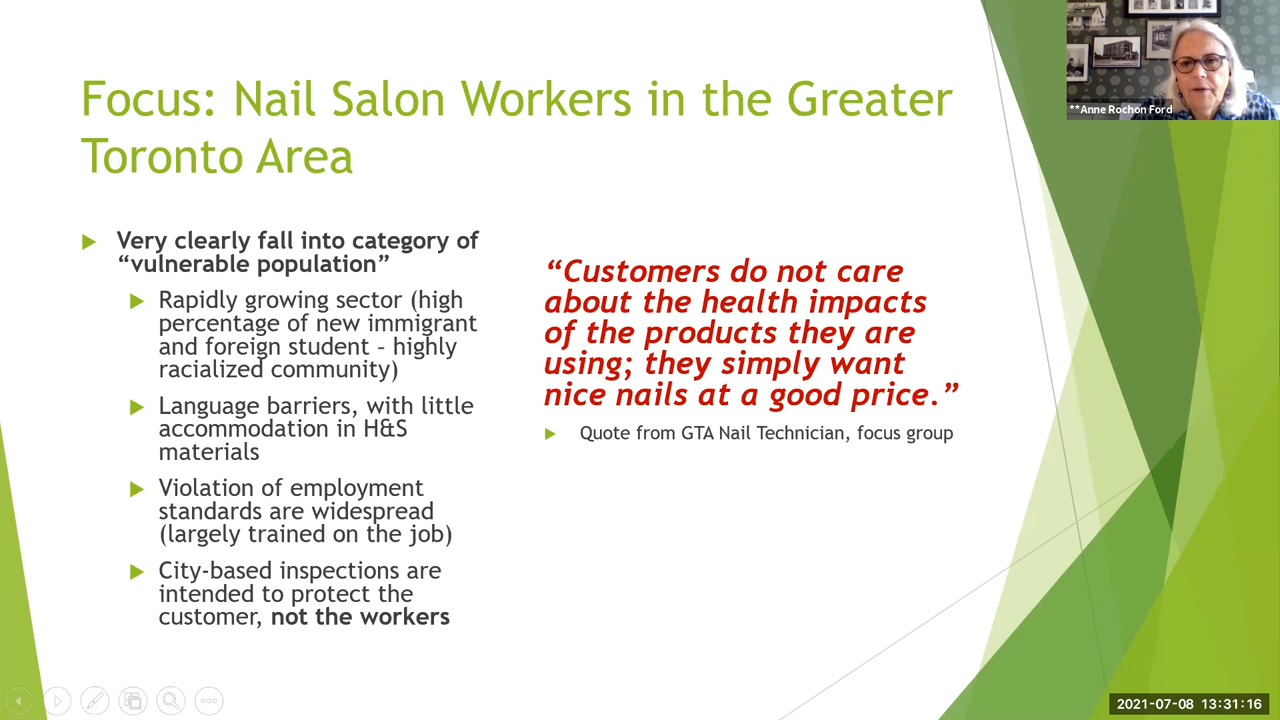 Focus: Nail Salon Workers in the Greater
Toronto Area
**Anne Rochon Ford
Very clearly fall into category of
“vulnerable population”
Rapidly growing sector (high
percentage of new immigrant
and foreign student – highly
racialized community)
Language barriers, with little
accommodation in H&S
materials
Violation of employment
standards are widespread
(largely trained on the job)
City-based inspections are
intended to protect the
customer, not the workers
“Customers do not care
about the health impacts
of the products they are
using; they simply want
nice nails at a good price.”
Quote from GTA Nail Technician, focus group
2021-07-08 13:31:16